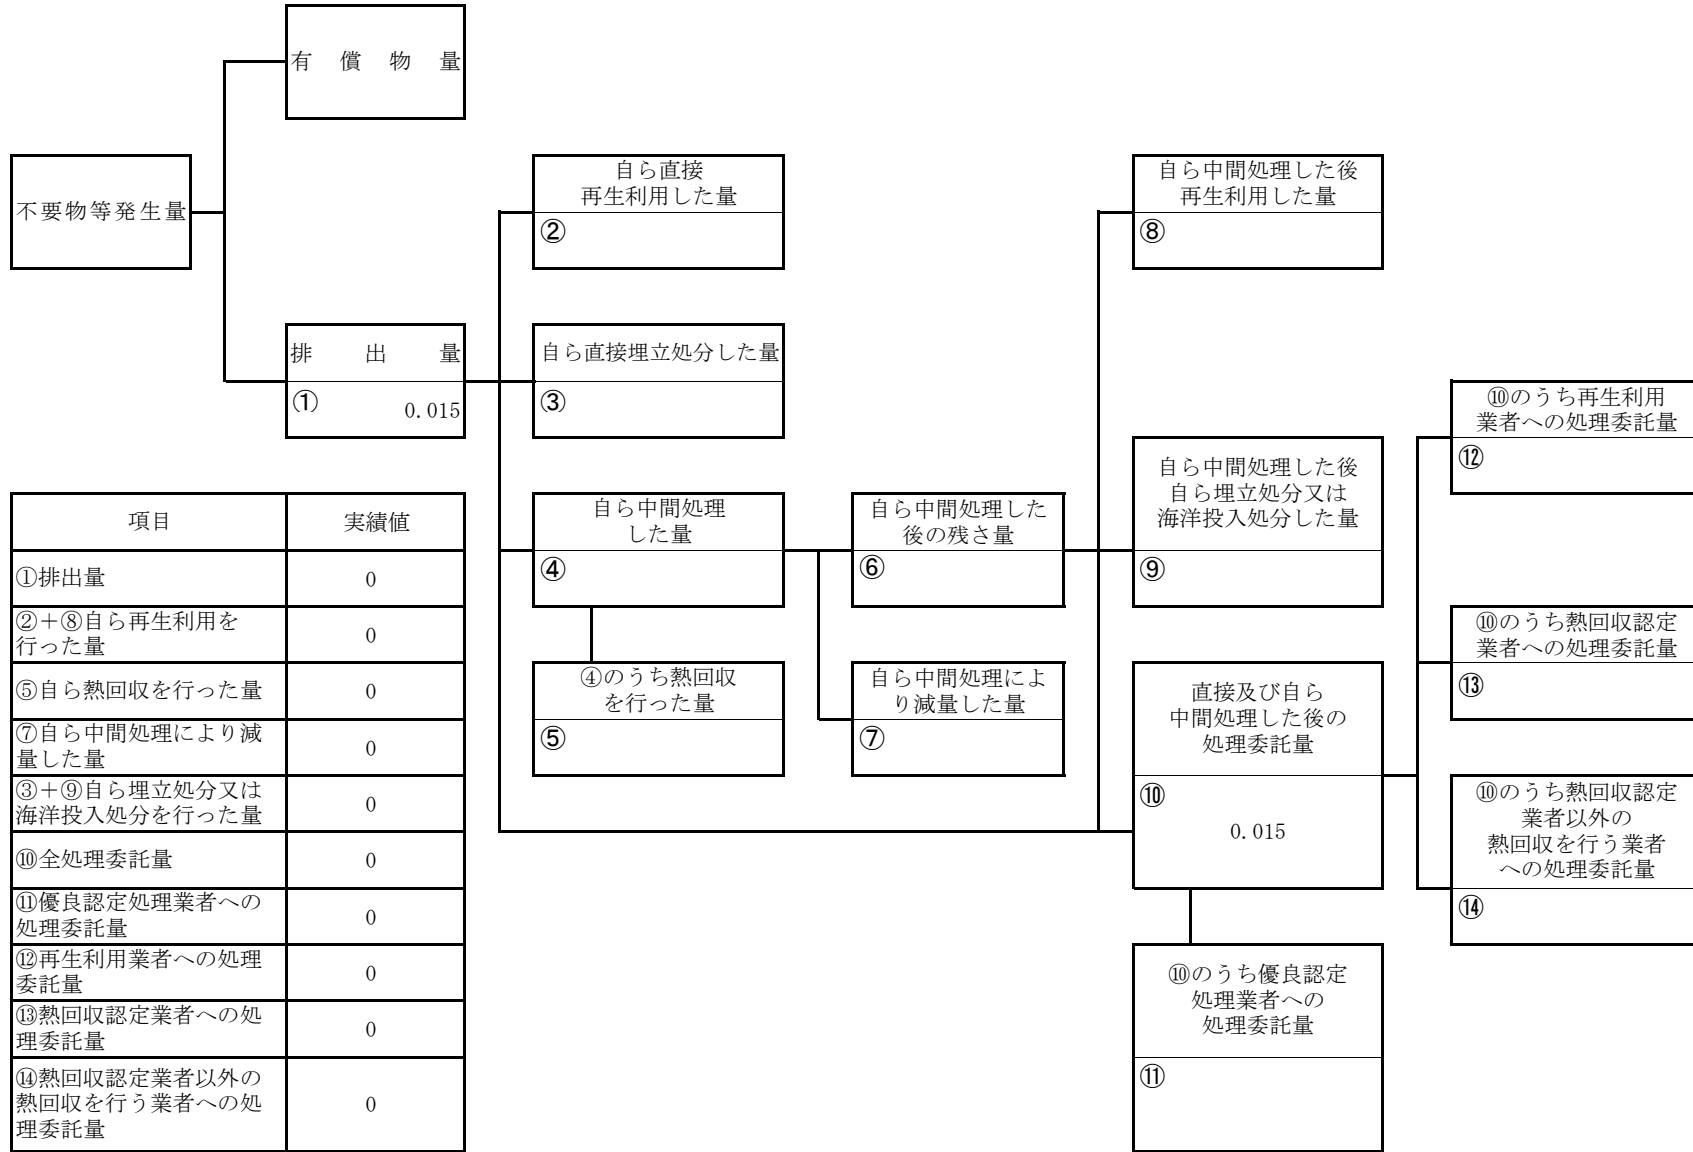 有償物量
不要物等発生量
自ら直接
再生利用した量
②
自ら中間処理した後
再生利用した量
⑧
排出量
① 0.015
自ら直接埋立処分した量
③
⑩のうち再生利用
業者への処理委託量
⑫
自ら中間処理
した量
④
自ら中間処理した
後の残さ量
⑥
自ら中間処理した後
自ら埋立処分又は
海洋投入処分した量
⑨
⑩のうち熱回収認定
業者への処理委託量
⑬
④のうち熱回収
を行った量
⑤
自ら中間処理によ
り減量した量
⑦
直接及び自ら
中間処理した後の
処理委託量
⑩
0.015
⑩のうち熱回収認定
業者以外の
熱回収を行う業者
への処理委託量
⑭
⑩のうち優良認定
処理業者への
処理委託量
⑪
項目 実績値
①排出量 0
②+⑧自ら再生利用を
行った量 0
⑤自ら熱回収を行った量 0
⑦自ら中間処理により減
量した量 0
③+⑨自ら埋立処分又は
海洋投入処分を行った量 0
⑩全処理委託量 0
⑪優良認定処理業者への
処理委託量 0
⑫再生利用業者への処理
委託量 0
⑬熱回収認定業者への処
理委託量 0
⑭熱回収認定業者以外の
熱回収を行う業者への処 0
理委託量